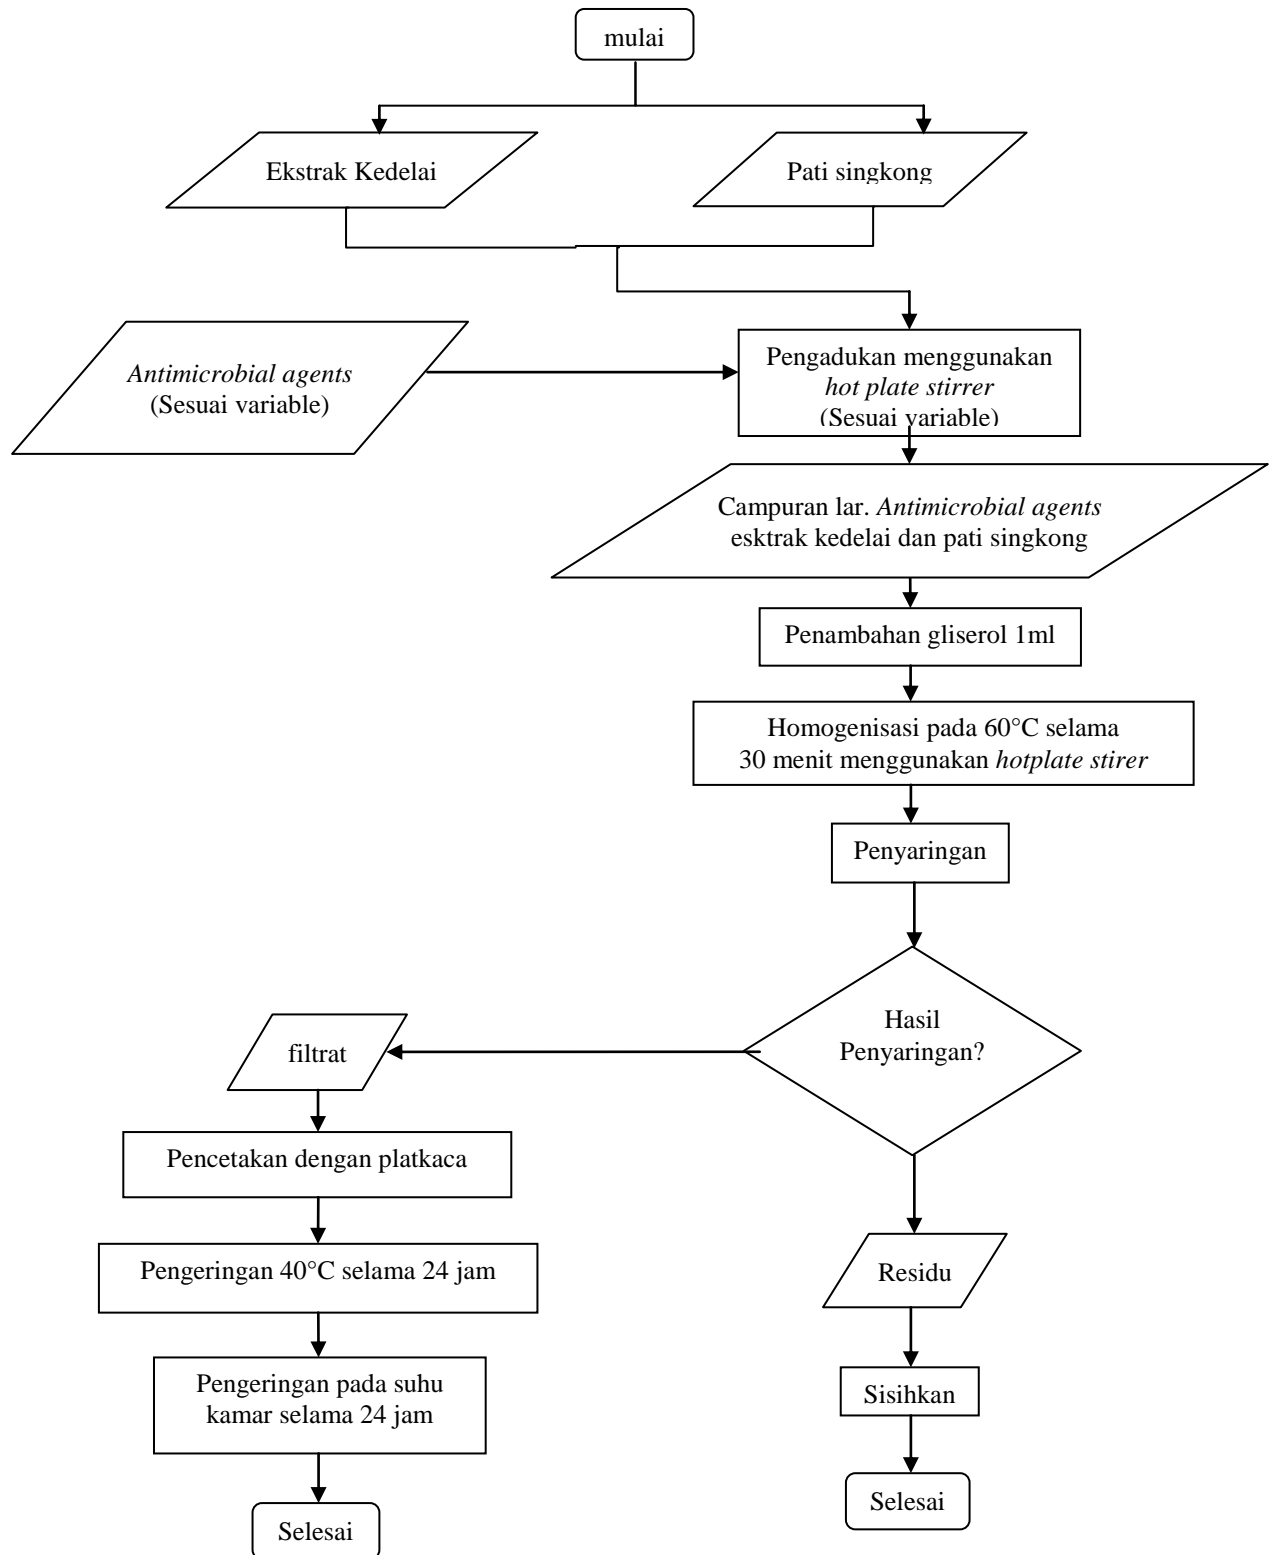 mulai
Ekstrak Kedelai
Pati singkong
Antimicrobial agents
(Sesuai variable)
Pengadukan menggunakan
hot plate stirrer
(Sesuai variable)
Campuran lar. Antimicrobial agents
esktrak kedelai dan pati singkong
Penambahan gliserol 1ml
Homogenisasi pada 60°C selama
30 menit menggunakan hotplate stirer
Penyaringan
Hasil
Penyaringan?
filtrat
Pencetakan dengan platkaca
Pengeringan 40°C selama 24 jam
Pengeringan pada suhu
kamar selama 24 jam
Selesai
Residu
Sisihkan
Selesai